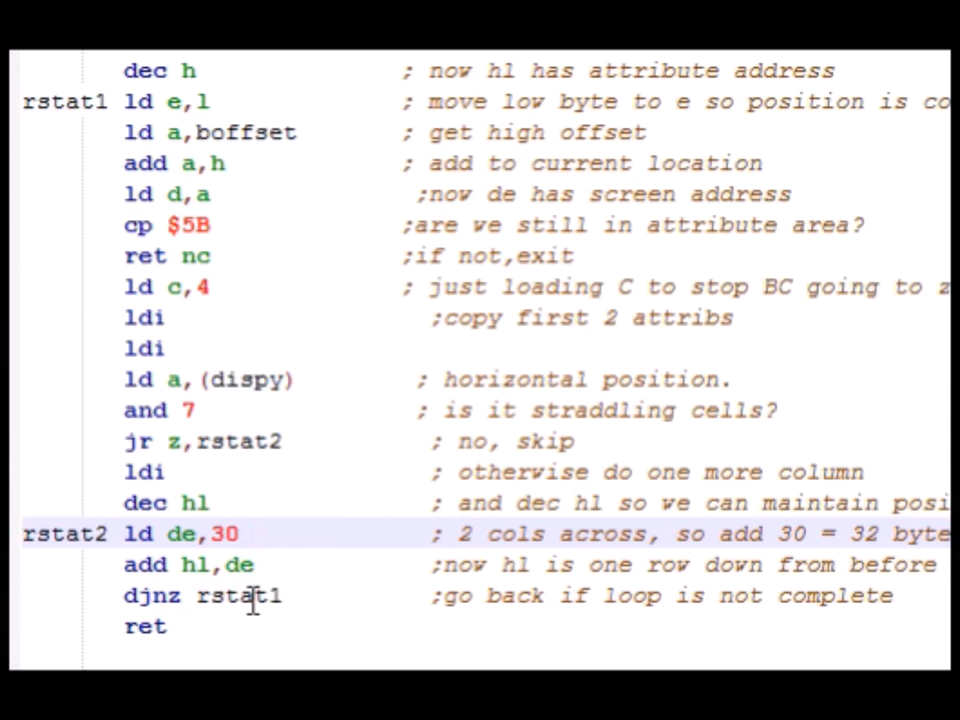 dec h ; now hl has attribute address
rstat1 ld e,l ; move low byte to e so position is
ld a,boffset ; get high offset
add a,h ; add to current location
ld d,a ;now de has screen address
cp $5B ;are we still in attribute area?
ret nc ;if not,exit
ld c,4 ; just loading C to stop BC going to
ldi ;copy first 2 attribs
ldi
ld a,(dispy) ; horizontal position.
and 7 ; is it straddling cells?
jr z,rstat2 ; no, skip
ldi ; otherwise do one more column
dec hl ; and dec hl so we can maintain
rstat2 ld de,30 ; 2 cols across, so add 30 = 32 byte
add hl,de ;now hl is one row down from before
djnz rstat1 ;go back if loop is not complete
ret